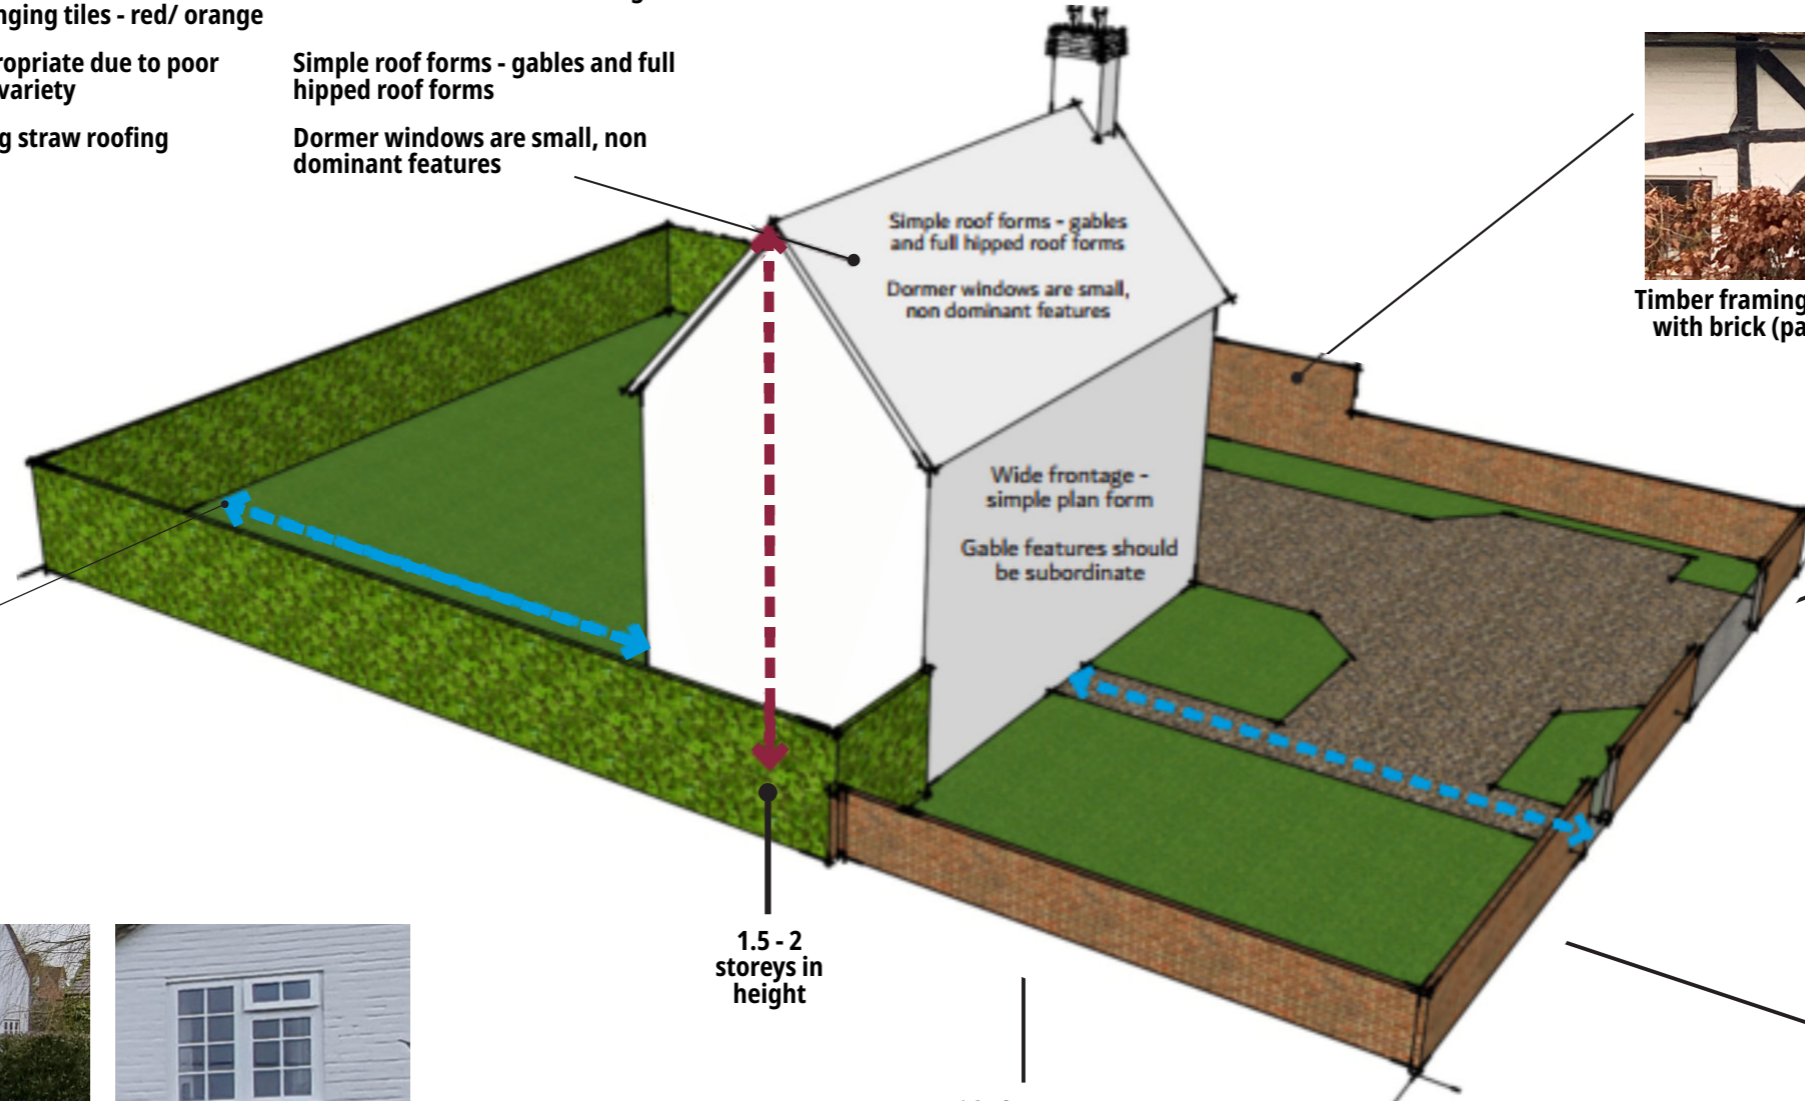 nging tiles - red/ orange
ropriate due to poor
variety
g straw roofing
Simple roof forms - gables and full
hipped roof forms
Dormer windows are small, non
dominant features
Simple roof forms - gables
and full hipped roof forms
Dormer windows are small,
non dominant features
Timber framing
with brick (pa
Wide frontage -
simple plan form
Gable features should
be subordinate
1.5 - 2
storeys in
height